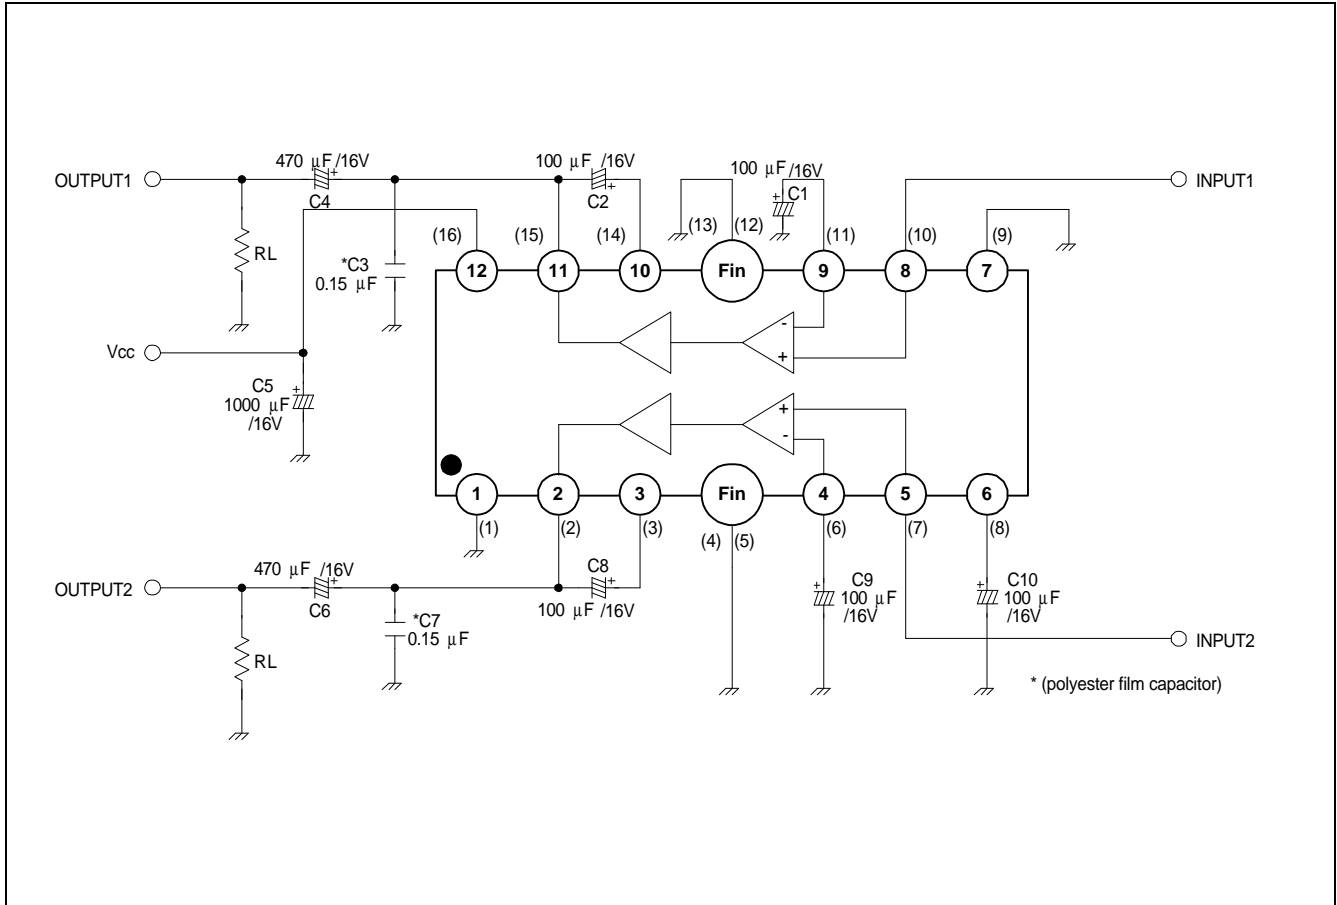 470 μF /16V
100 μF /16V
100 μF /16V
OUTPUT1
INPUT1
C4
C2
C1
(16)
(15)
(14)
(13)
(12)
(11)
(10)
(9)
RL
*C3
0.15 μF
12
11
10
Fin
9
8
7
-
+
Vcc
C5
1000 μF
/16V
+
-
1
2
3
Fin
4
5
6
(1)
(2)
(3)
(4)
(5)
(6)
(7)
(8)
470 μF /16V
C8
OUTPUT2
C6
100 μF /16V
*C7
0.15 μF
C9
100 μF
/16V
C10
100 μF
/16V
RL
INPUT2
* (polyester film capacitor)